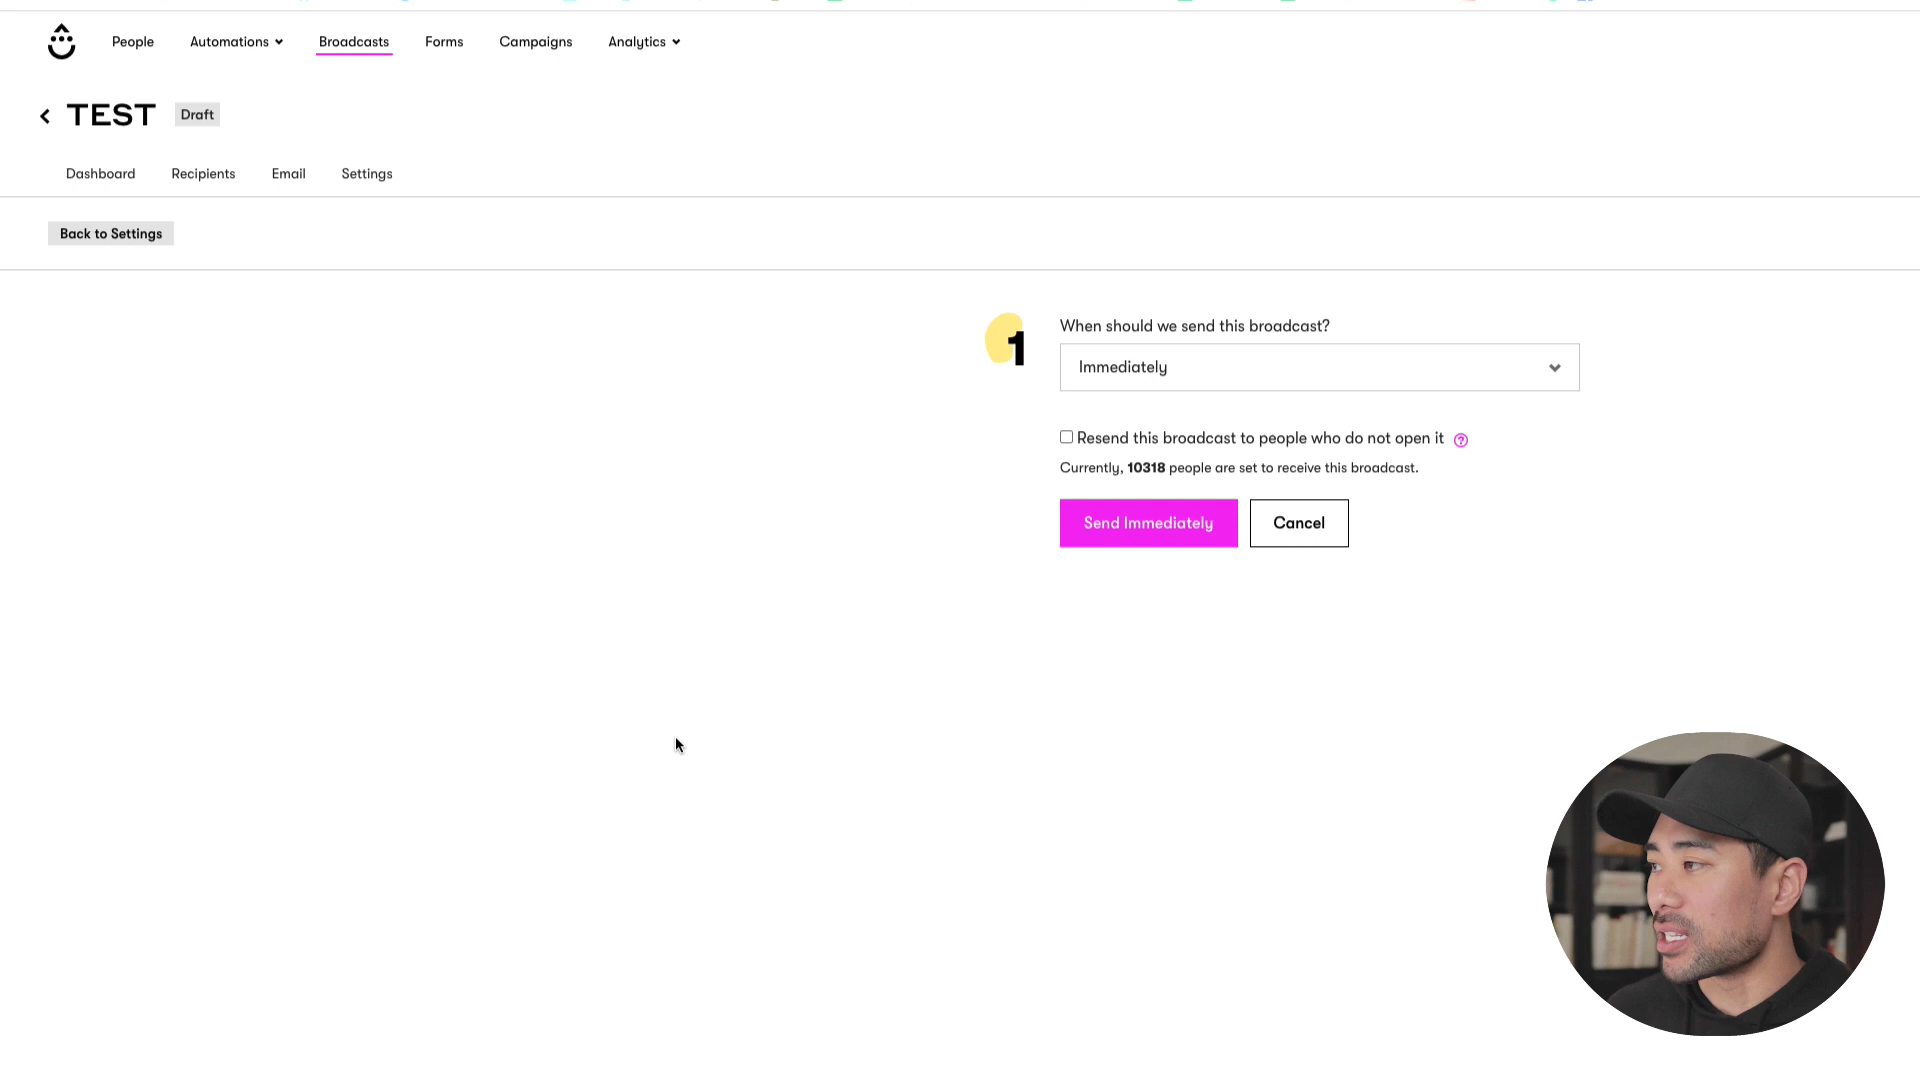 People Automations Broadcasts Forms Campaigns Analytics
TEST Draft
Dashboard Recipients Email Settings
Back to Settings
1
When should we send this broadcast?
Immediately
Resend this broadcast to people who do not open it ?
Currently, 10318 people are set to receive this broadcast.
Send Immediately Cancel